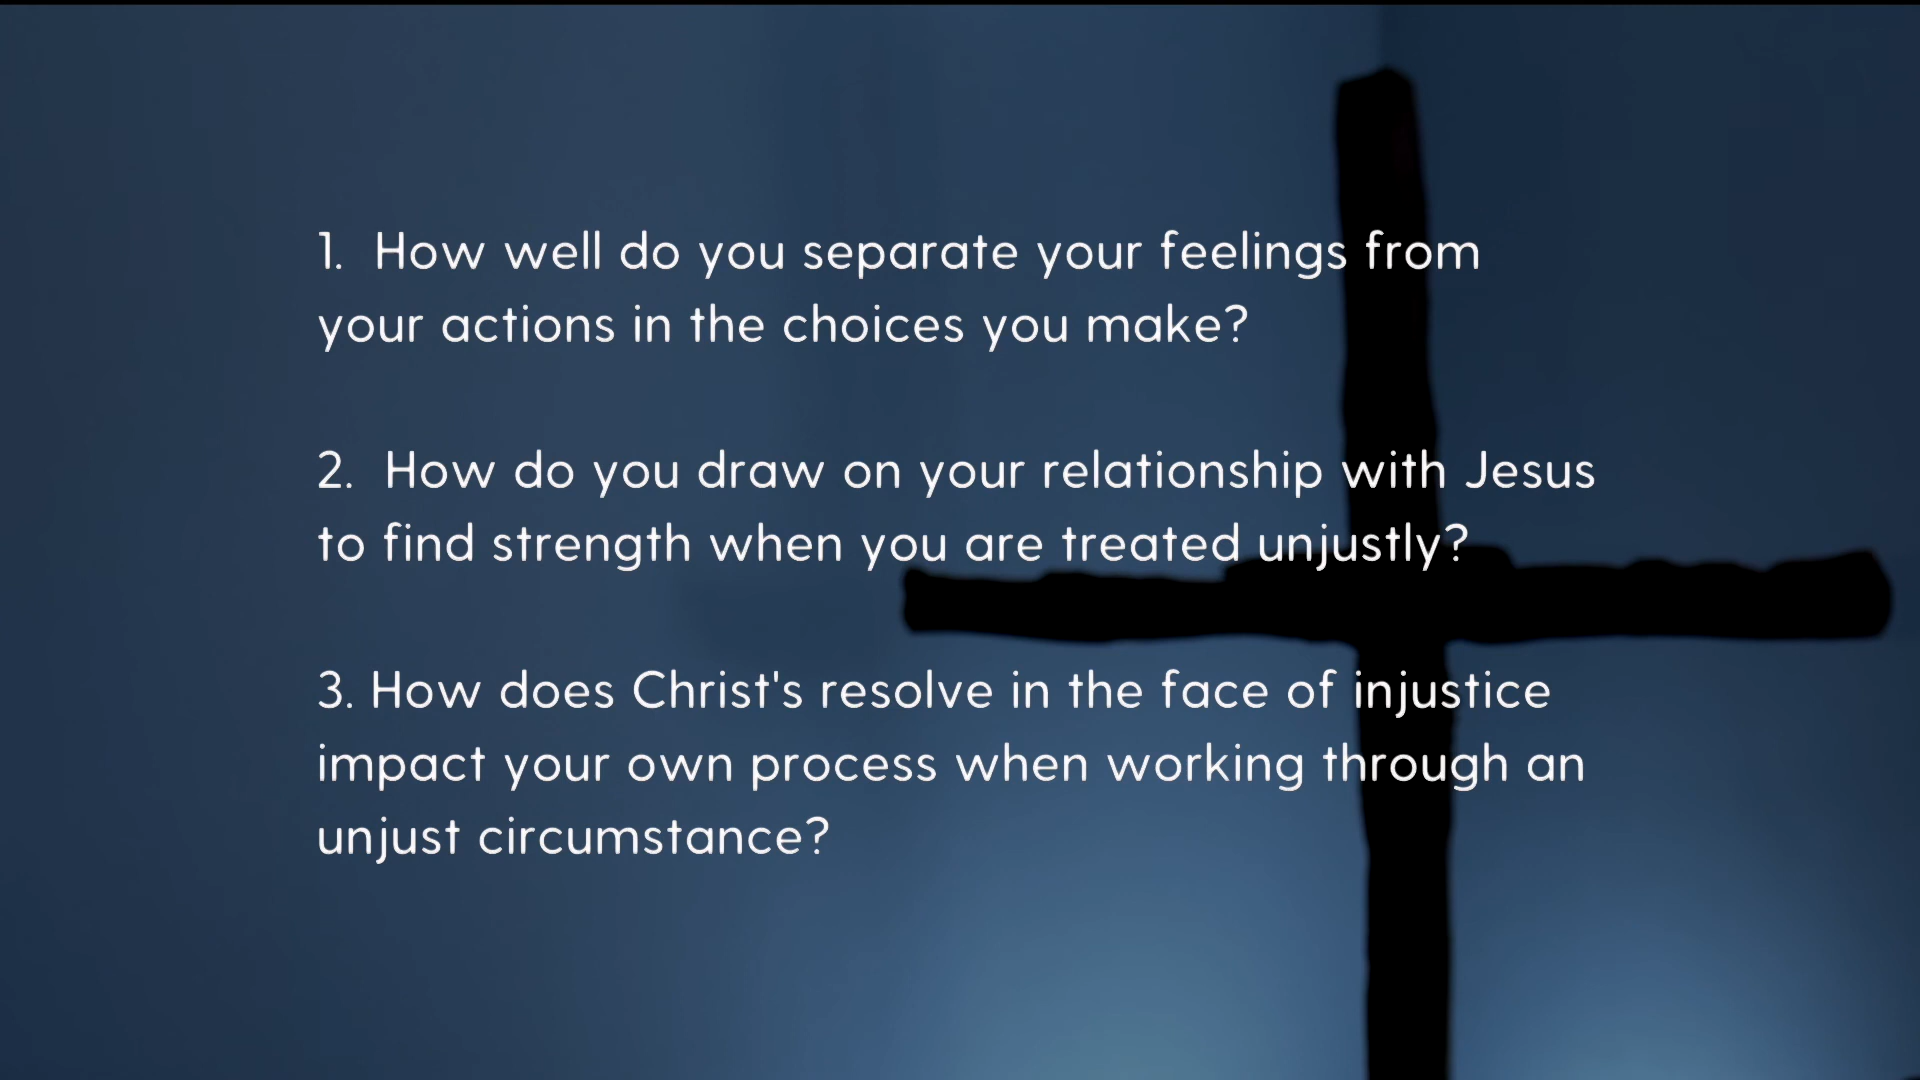 1.  How well do you separate your feelings from
your actions in the choices you make?
2.  How do you draw on your relationship with Jesus
to find strength when you are treated unjustly?
3. How does Christ's resolve in the face of injustice
impact your own process when working through an
unjust circumstance?